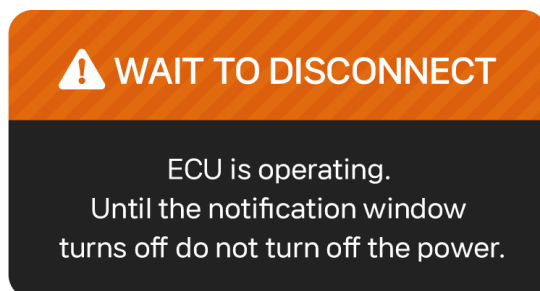 WAIT TO DISCONNECT
ECU is operating.
Until the notification window
turns off do not turn off the power.